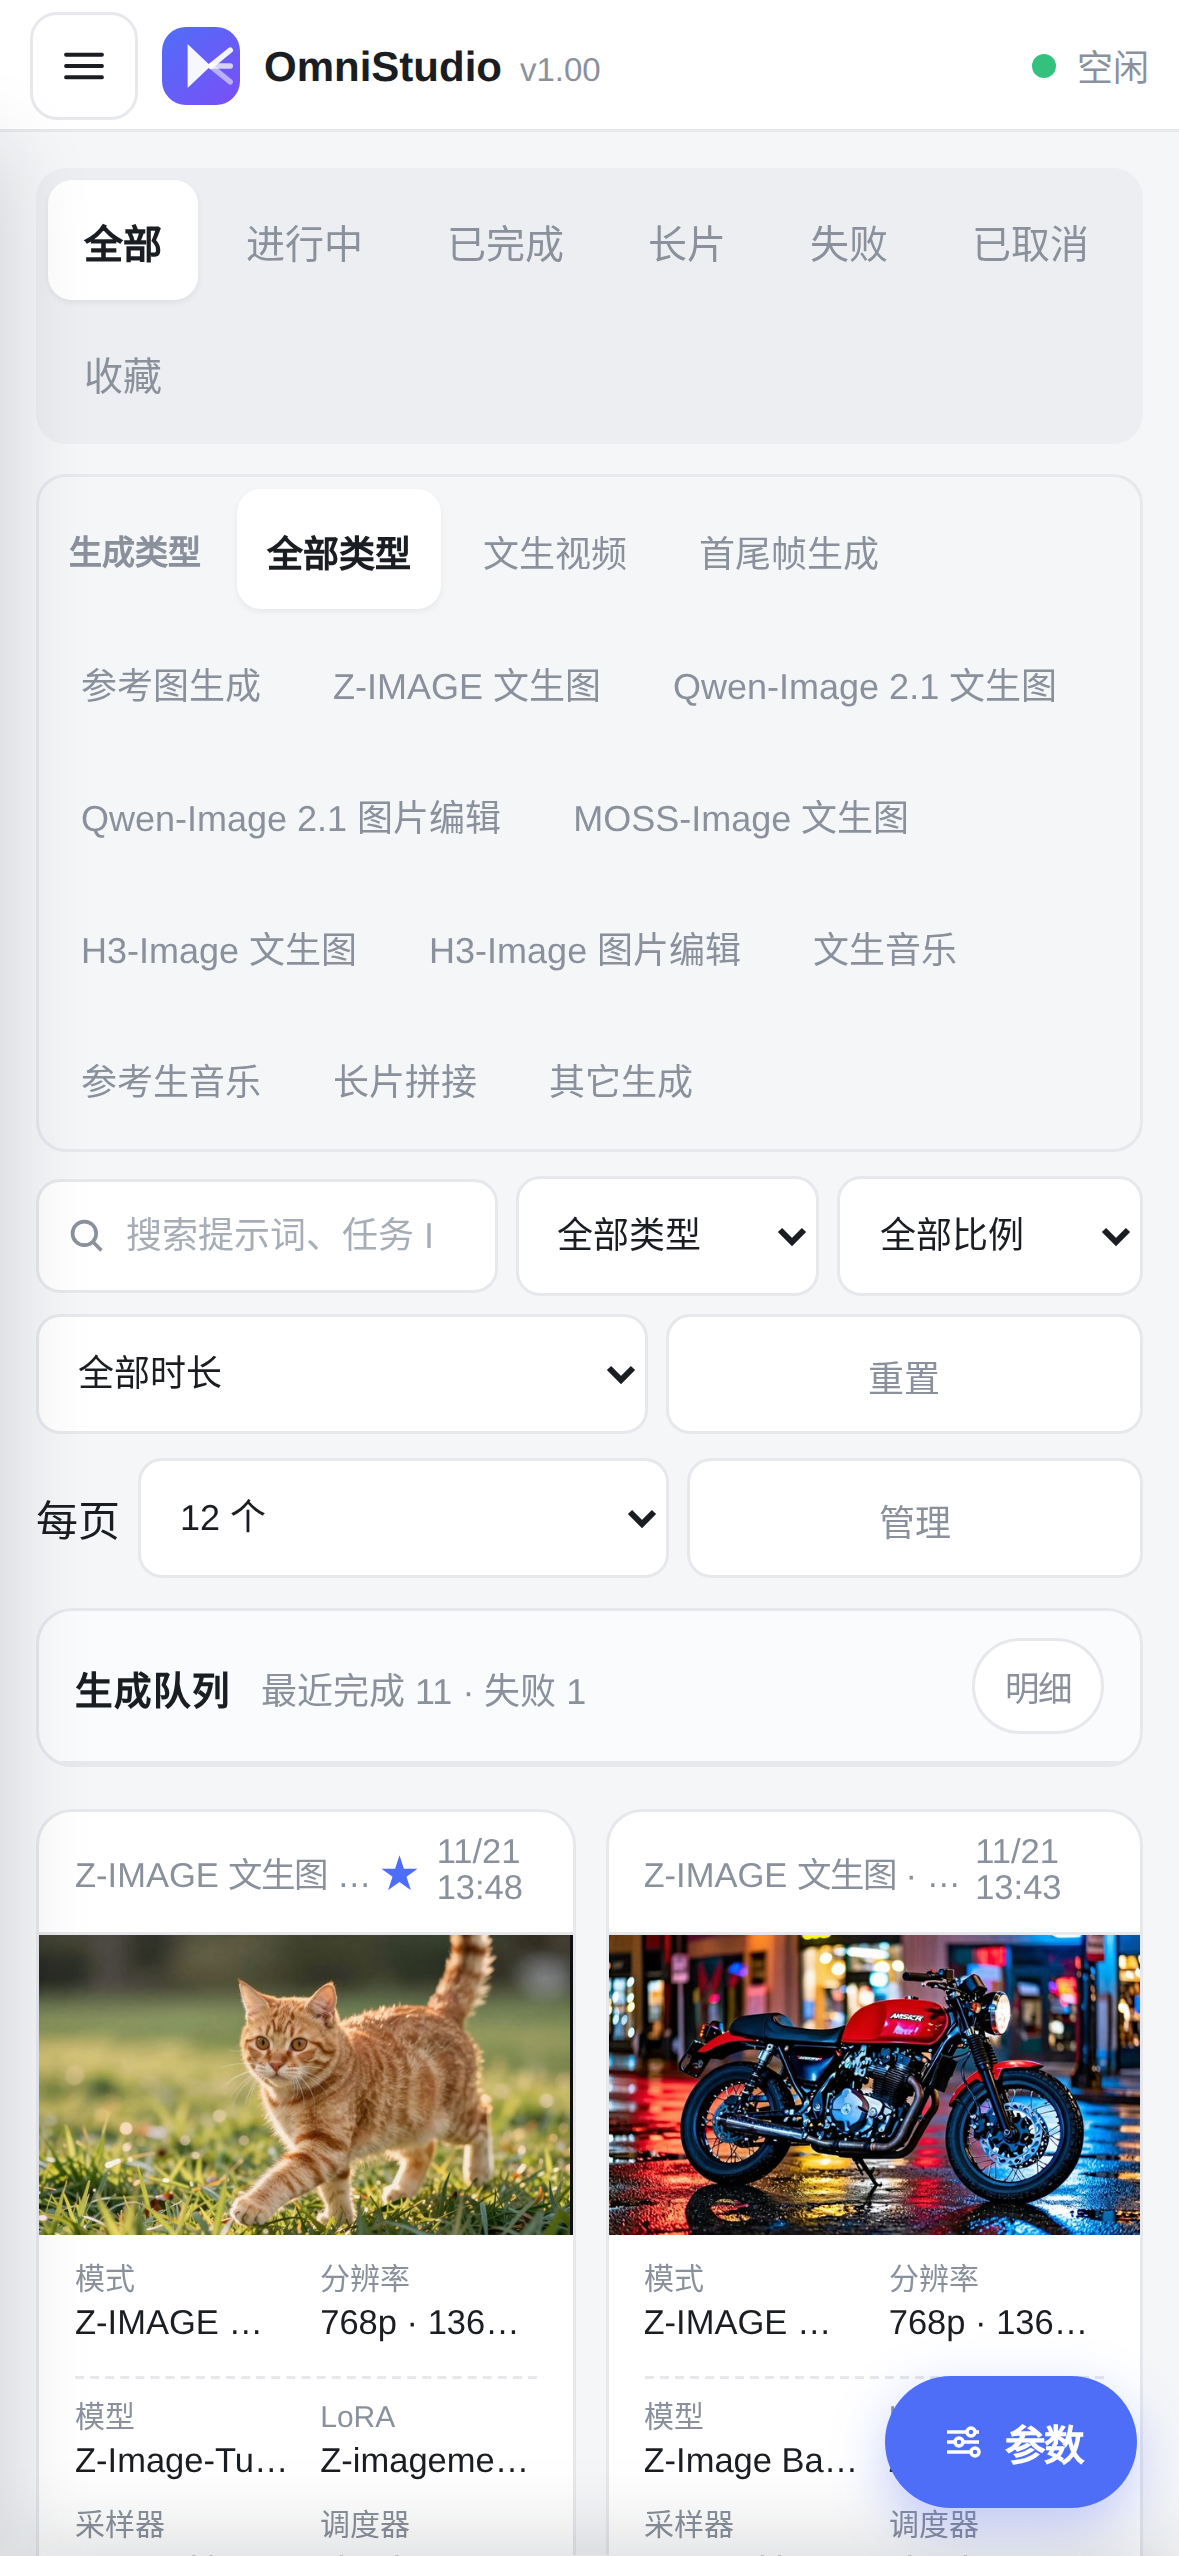 OmniStudio v1.00 空闲
全部 进行中 已完成 长片 失败 已取消
收藏
生成类型 全部类型 文生视频 首尾帧生成
参考图生成 Z-IMAGE 文生图 Qwen-Image 2.1 文生图
Qwen-Image 2.1 图片编辑 MOSS-Image 文生图
H3-Image 文生图 H3-Image 图片编辑 文生音乐
参考生音乐 长片拼接 其它生成
搜索提示词、任务 I 全部类型 全部比例
全部时长 重置
每页 12 个 管理
生成队列 最近完成 11 · 失败 1 明细
Z-IMAGE 文生图 … ★ 11/21
13:48
Z-IMAGE 文生图 · … 11/21
13:43
模式 分辨率
Z-IMAGE … 768p · 136…
模型 LoRA
Z-Image-Tu… Z-imageme…
采样器 调度器
模式 分辨率
Z-IMAGE … 768p · 136…
模型
Z-Image Ba…
采样器 调度器
参数